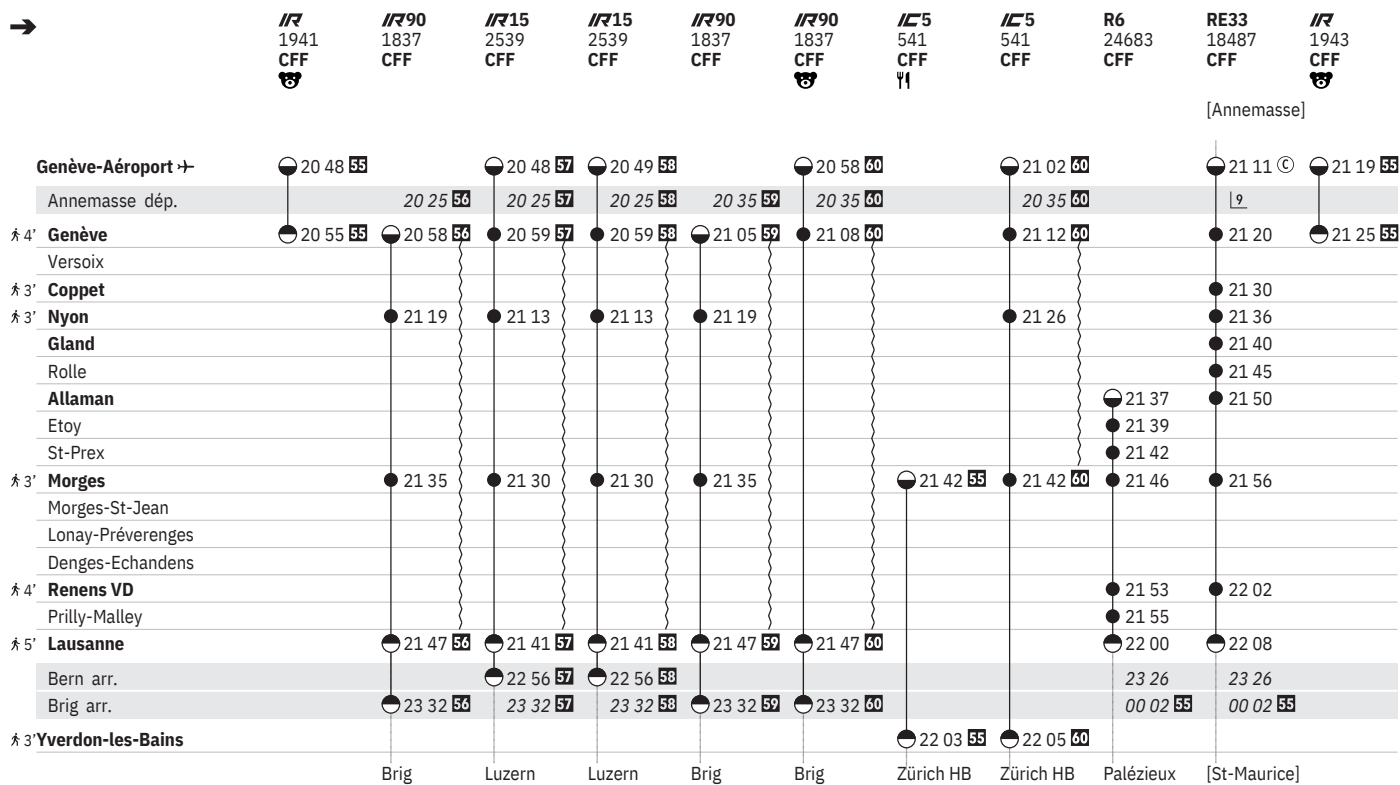 IR IR90 IR15 IR15 IR90 IR90 IC5 IC5 R6 RE33 IR
1941 1837 2539 2539 1837 1837 541 541 24683 18487 1943
CFF CFF CFF CFF CFF CFF CFF CFF CFF CFF CFF
[Annemasse]
Genève-Aéroport 20 48 55 20 48 57 20 49 58 20 58 60 21 02 60 21 11 C 21 19 55
Annemasse dép. 20 25 56 20 25 57 20 25 58 20 35 59 20 35 60 20 35 60 9
4' Genève 20 55 55 20 58 56 20 59 57 20 59 58 21 05 59 21 08 60 21 12 60 21 20 21 25 55
Versoix
3' Coppet 21 30
3' Nyon 21 19 21 13 21 13 21 19 21 26 21 36
Gland 21 40
Rolle 21 45
Allaman 21 37 21 50
Etoy 21 39
St-Prex 21 42
3' Morges 21 35 21 30 21 30 21 35 21 42 55 21 42 60 21 46 21 56
Morges-St-Jean
Lonay-Préverenges
Denges-Echandens
4' Renens VD 21 53 22 02
Prilly-Malley 21 55
5' Lausanne 21 47 56 21 41 57 21 41 58 21 47 59 21 47 60 22 00 22 08
Bern arr. 22 56 57 22 56 58 23 26 23 26
Brig arr. 23 32 56 23 32 57 23 32 58 23 32 59 23 32 60 00 02 55 00 02 55
3' Yverdon-les-Bains 22 03 55 22 05 60
Brig Luzern Luzern Brig Brig Zürich HB Zürich HB Palézieux [St-Maurice]